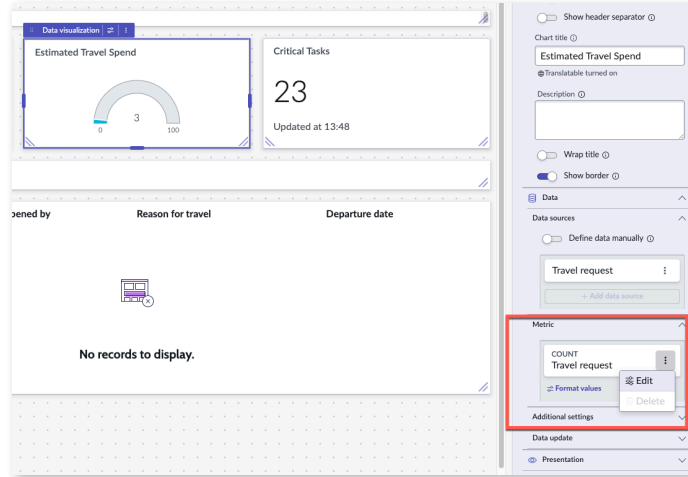 Data visualization
Estimated Travel Spend
3
0
100
Critical Tasks
23
Updated at 13:48
pened by
Reason for travel
Departure date
No records to display.
Show header separator
Chart title
Estimated Travel Spend
Translatable turned on
Description
Wrap title
Show border
Data
Data sources
Define data manually
Travel request
+ Add data source
Metric
COUNT
Travel request
Edit
Format values
Delete
Additional settings
Data update
Presentation